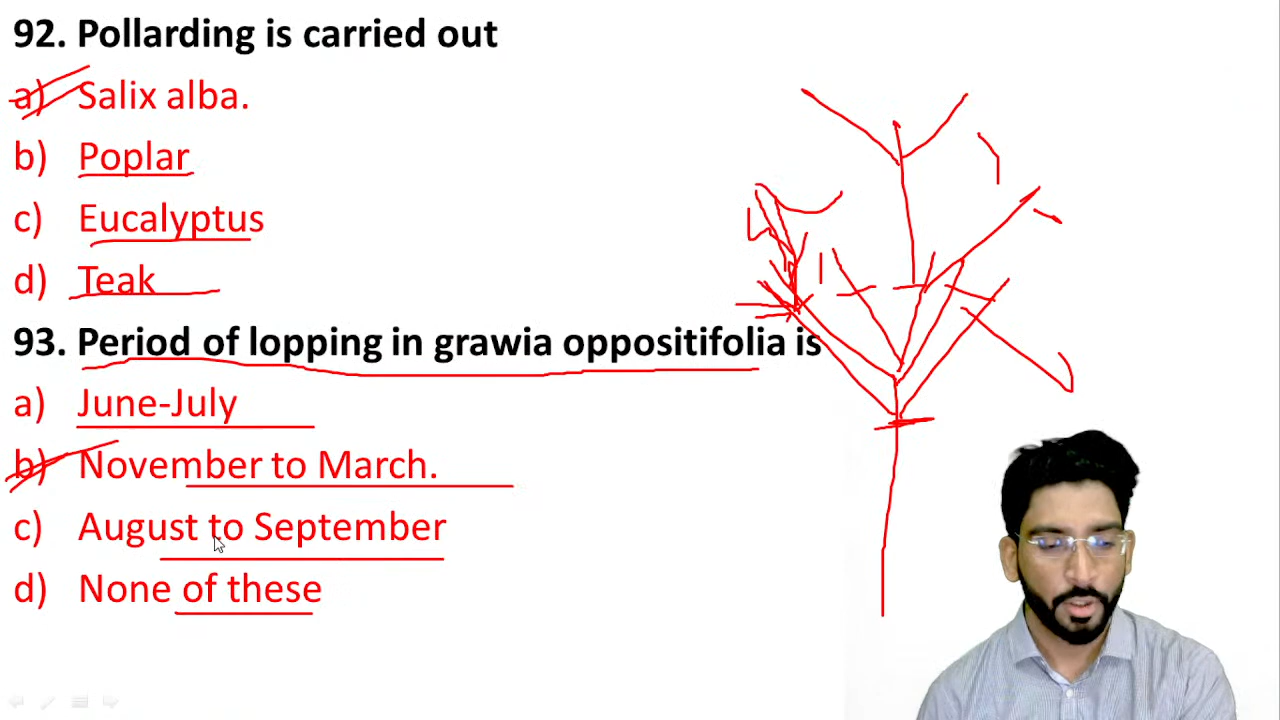 92. Pollarding is carried out
a) Salix alba.
b) Poplar
c) Eucalyptus
d) Teak
93. Period of lopping in grawia oppositifolia is
a) June-July
b) November to March.
c) August to September
d) None of these